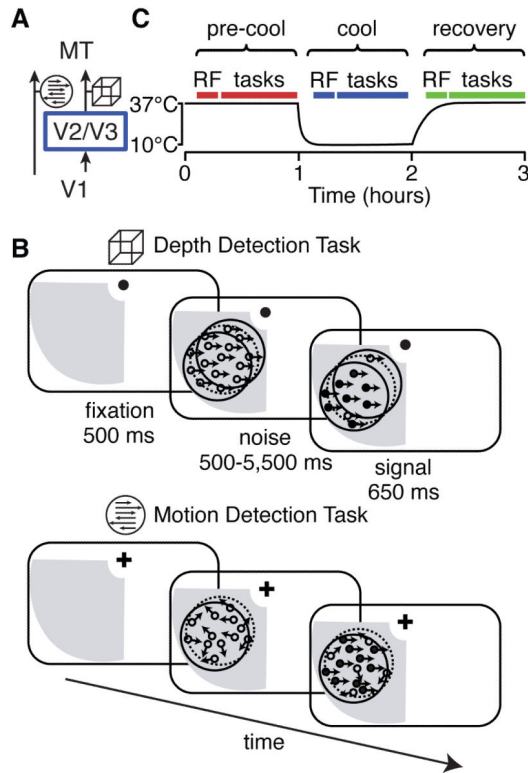 A
MT
V2/V3
V1
C
pre-cool cool recovery
RF tasks RF tasks RF tasks
37°C
10°C
0 1 2 3
Time (hours)
B
Depth Detection Task
fixation
500 ms
noise
500-5,500 ms
signal
650 ms
Motion Detection Task
time